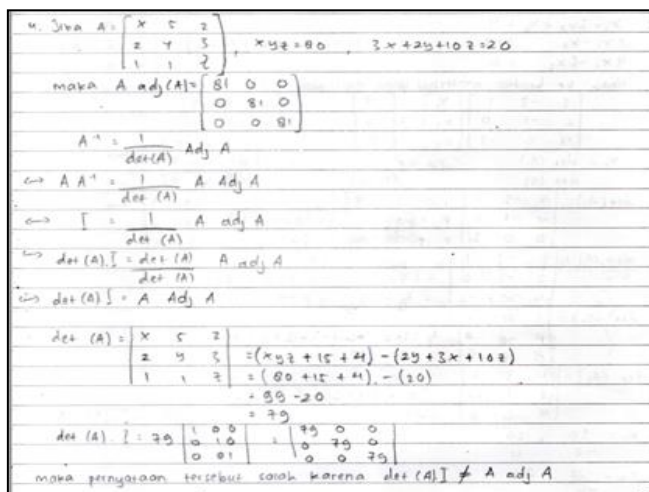 4. Jika A = [x 5 2
2 y 3
1 1 z] , xyz = 80 , 3x + 2y + 10z = 20
maka A adj (A) = [81 0 0
0 81 0
0 0 81]
A⁻¹ = 1/det(A) Adj A
⇔ A A⁻¹ = 1/det (A) A Adj A
⇔ I = 1/det (A) A adj A
⇔ det (A). I = det (A)/det (A) A adj A
⇔ det (A) I = A Adj A
det (A) = |x 5 2
2 y 3 = (xyz + 15 + 4) - (2y + 3x + 10z)
1 1 z| = (80 + 15 + 4) - (20)
= 99 - 20
= 79
det (A). I = 79 |1 0 0
0 1 0
0 0 1| = |79 0 0
0 79 0
0 0 79|
maka pernyataan tersebut salah karena det (A) I ≠ A adj A